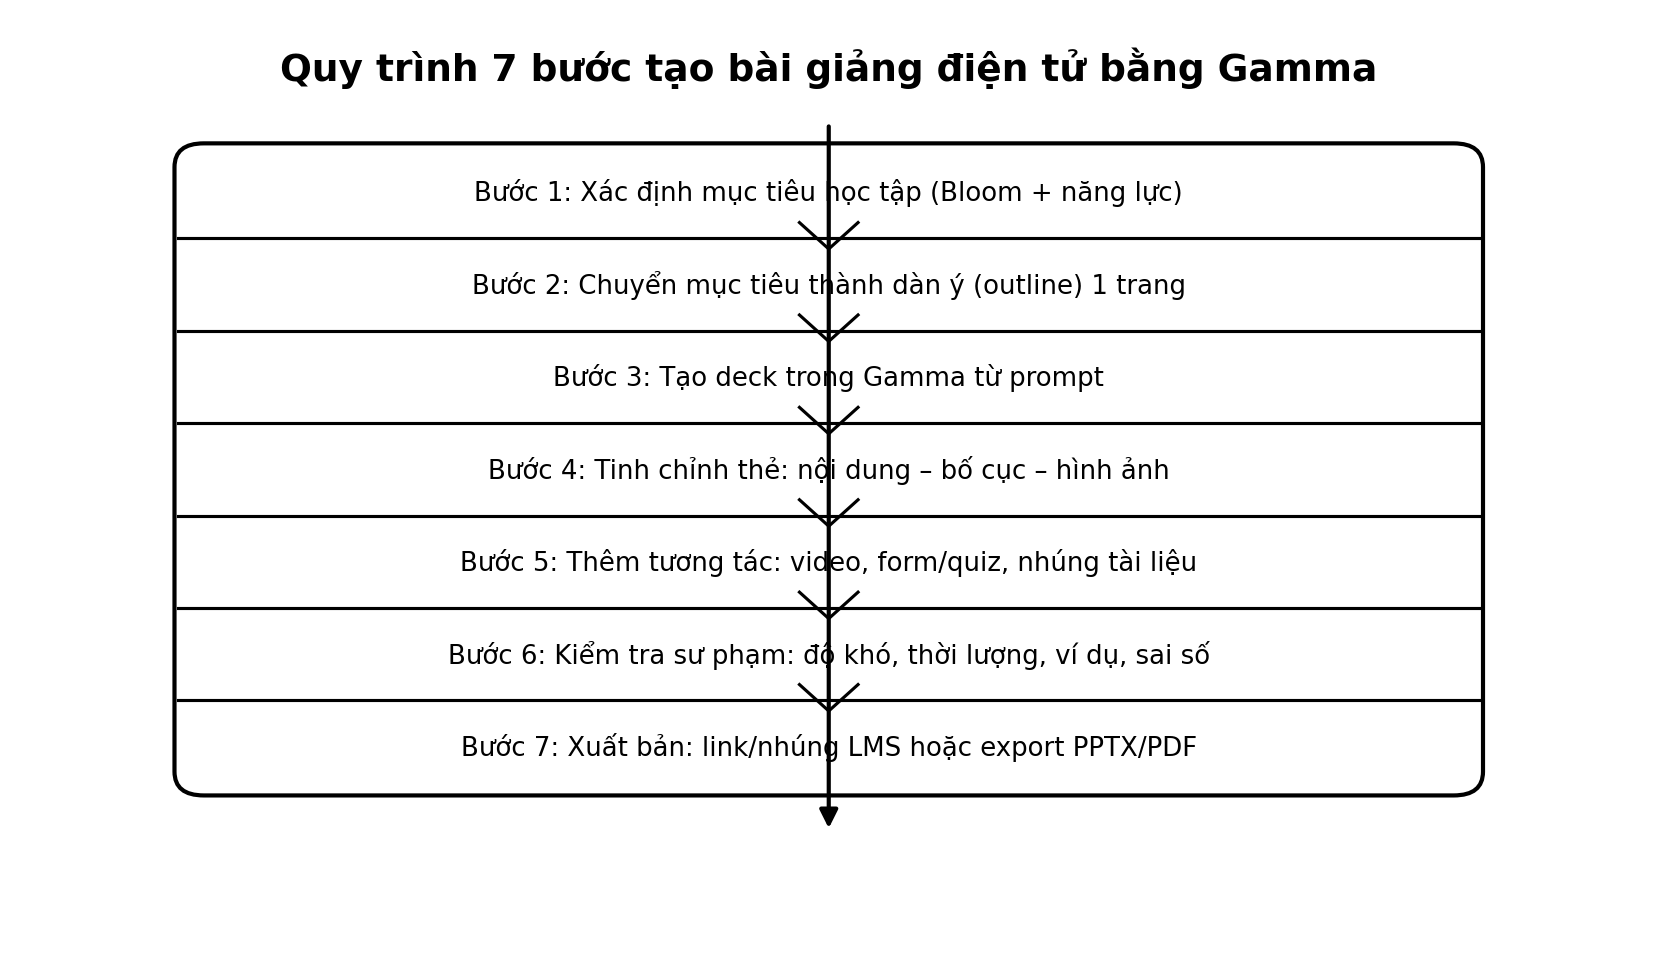 Quy trình 7 bước tạo bài giảng điện tử bằng Gamma
Bước 1: Xác định mục tiêu học tập (Bloom + năng lực)
Bước 2: Chuyển mục tiêu thành dàn ý (outline) 1 trang
Bước 3: Tạo deck trong Gamma từ prompt
Bước 4: Tinh chỉnh thẻ: nội dung – bố cục – hình ảnh
Bước 5: Thêm tương tác: video, form/quiz, nhúng tài liệu
Bước 6: Kiểm tra sư phạm: độ khó, thời lượng, ví dụ, sai số
Bước 7: Xuất bản: link/nhúng LMS hoặc export PPTX/PDF